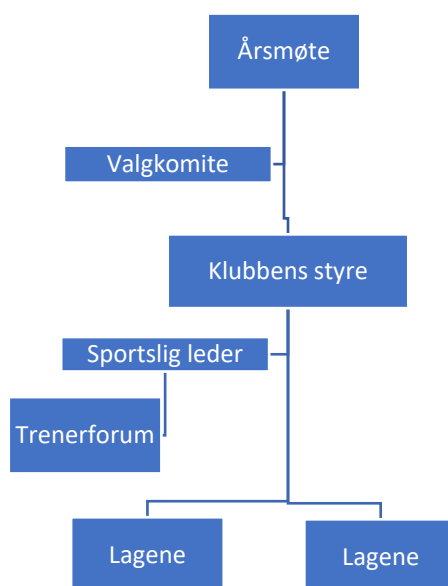 Årsmøte
Valgkomite
Klubbens styre
Sportslig leder
Trenerforum
Lagene
Lagene